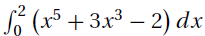 ∫₀² (x⁵ + 3x³ − 2) dx